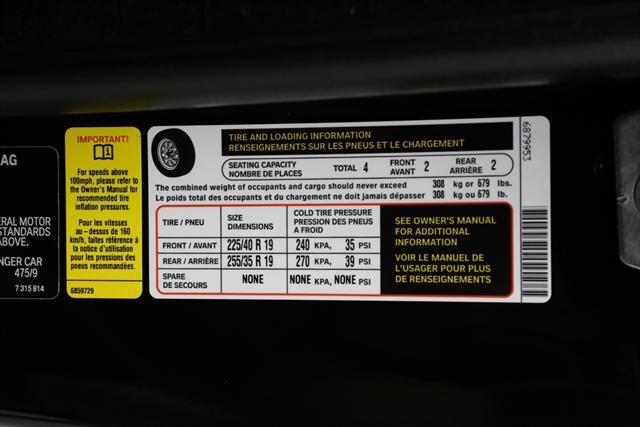 AG
ERAL MOTOR
STANDARDS
ABOVE.
NGER CAR
475/9
7 315 814
IMPORTANT!
For speeds above
100mph, please refer to
the Owner's Manual for
recommended tire
inflation pressures.
Pour les vitesses
au – dessus de 160
km/h, faites référence à
la notice d'utilisation
pour les pneus
recommandées.
6859729
TIRE AND LOADING INFORMATION
RENSEIGNEMENTS SUR LES PNEUS ET LE CHARGEMENT
SEATING CAPACITY
NOMBRE DE PLACES
TOTAL 4
FRONT
AVANT 2
REAR
ARRIÈRE 2
The combined weight of occupants and cargo should never exceed 308 kg or 679 lbs.
Le poids total des occupants et du chargement ne doit jamais dépasser 308 kg ou 679 lb.
TIRE / PNEU
SIZE
DIMENSIONS
COLD TIRE PRESSURE
PRESSION DES PNEUS
A FROID
FRONT / AVANT 225/40 R 19 240 KPA, 35 PSI
REAR / ARRIÈRE 255/35 R 19 270 KPA, 39 PSI
SPARE
DE SECOURS
NONE NONE KPA, NONE PSI
SEE OWNER'S MANUAL
FOR ADDITIONAL
INFORMATION
VOIR LE MANUEL DE
L'USAGER POUR PLUS
DE RENSEIGNEMENTS
6879953